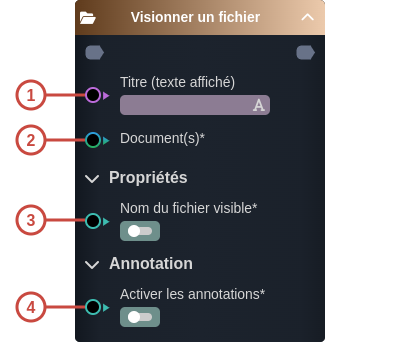 Visionner un fichier
1
Titre (texte affiché)
A
2
Document(s)*
Propriétés
3
Nom du fichier visible*
Annotation
4
Activer les annotations*